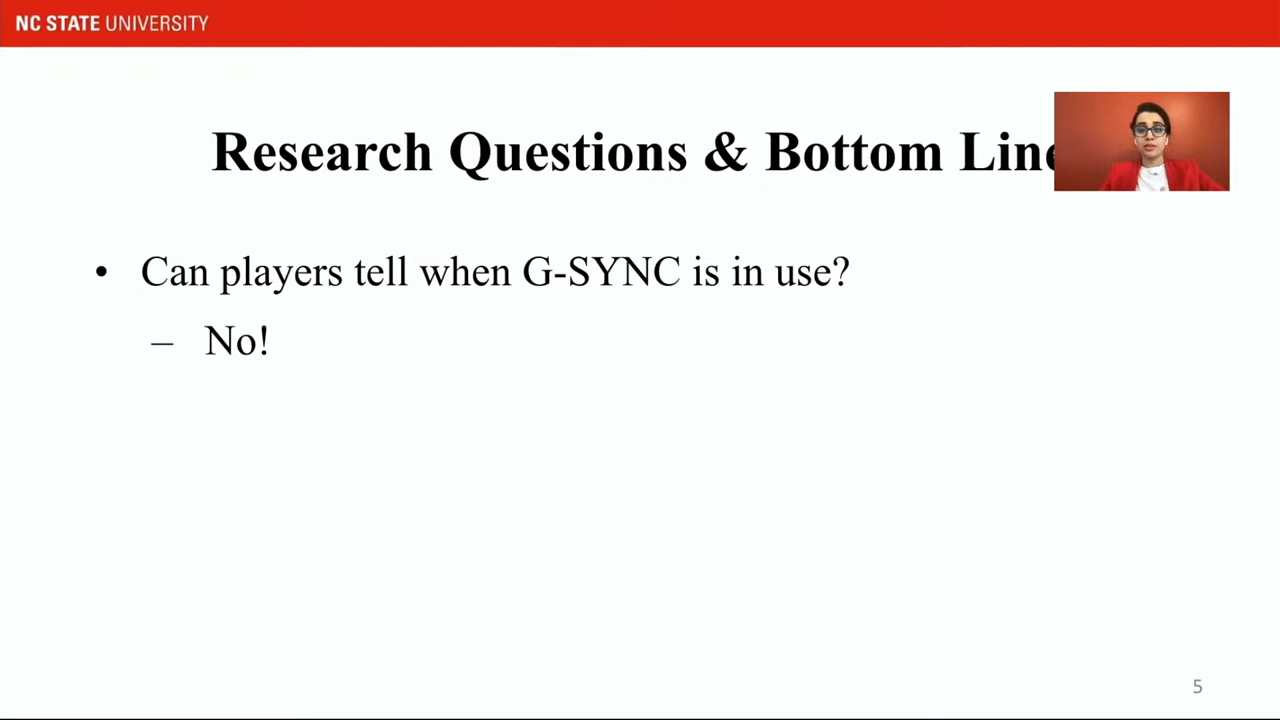 NC STATE UNIVERSITY
Research Questions & Bottom Line
• Can players tell when G-SYNC is in use?
– No!
5